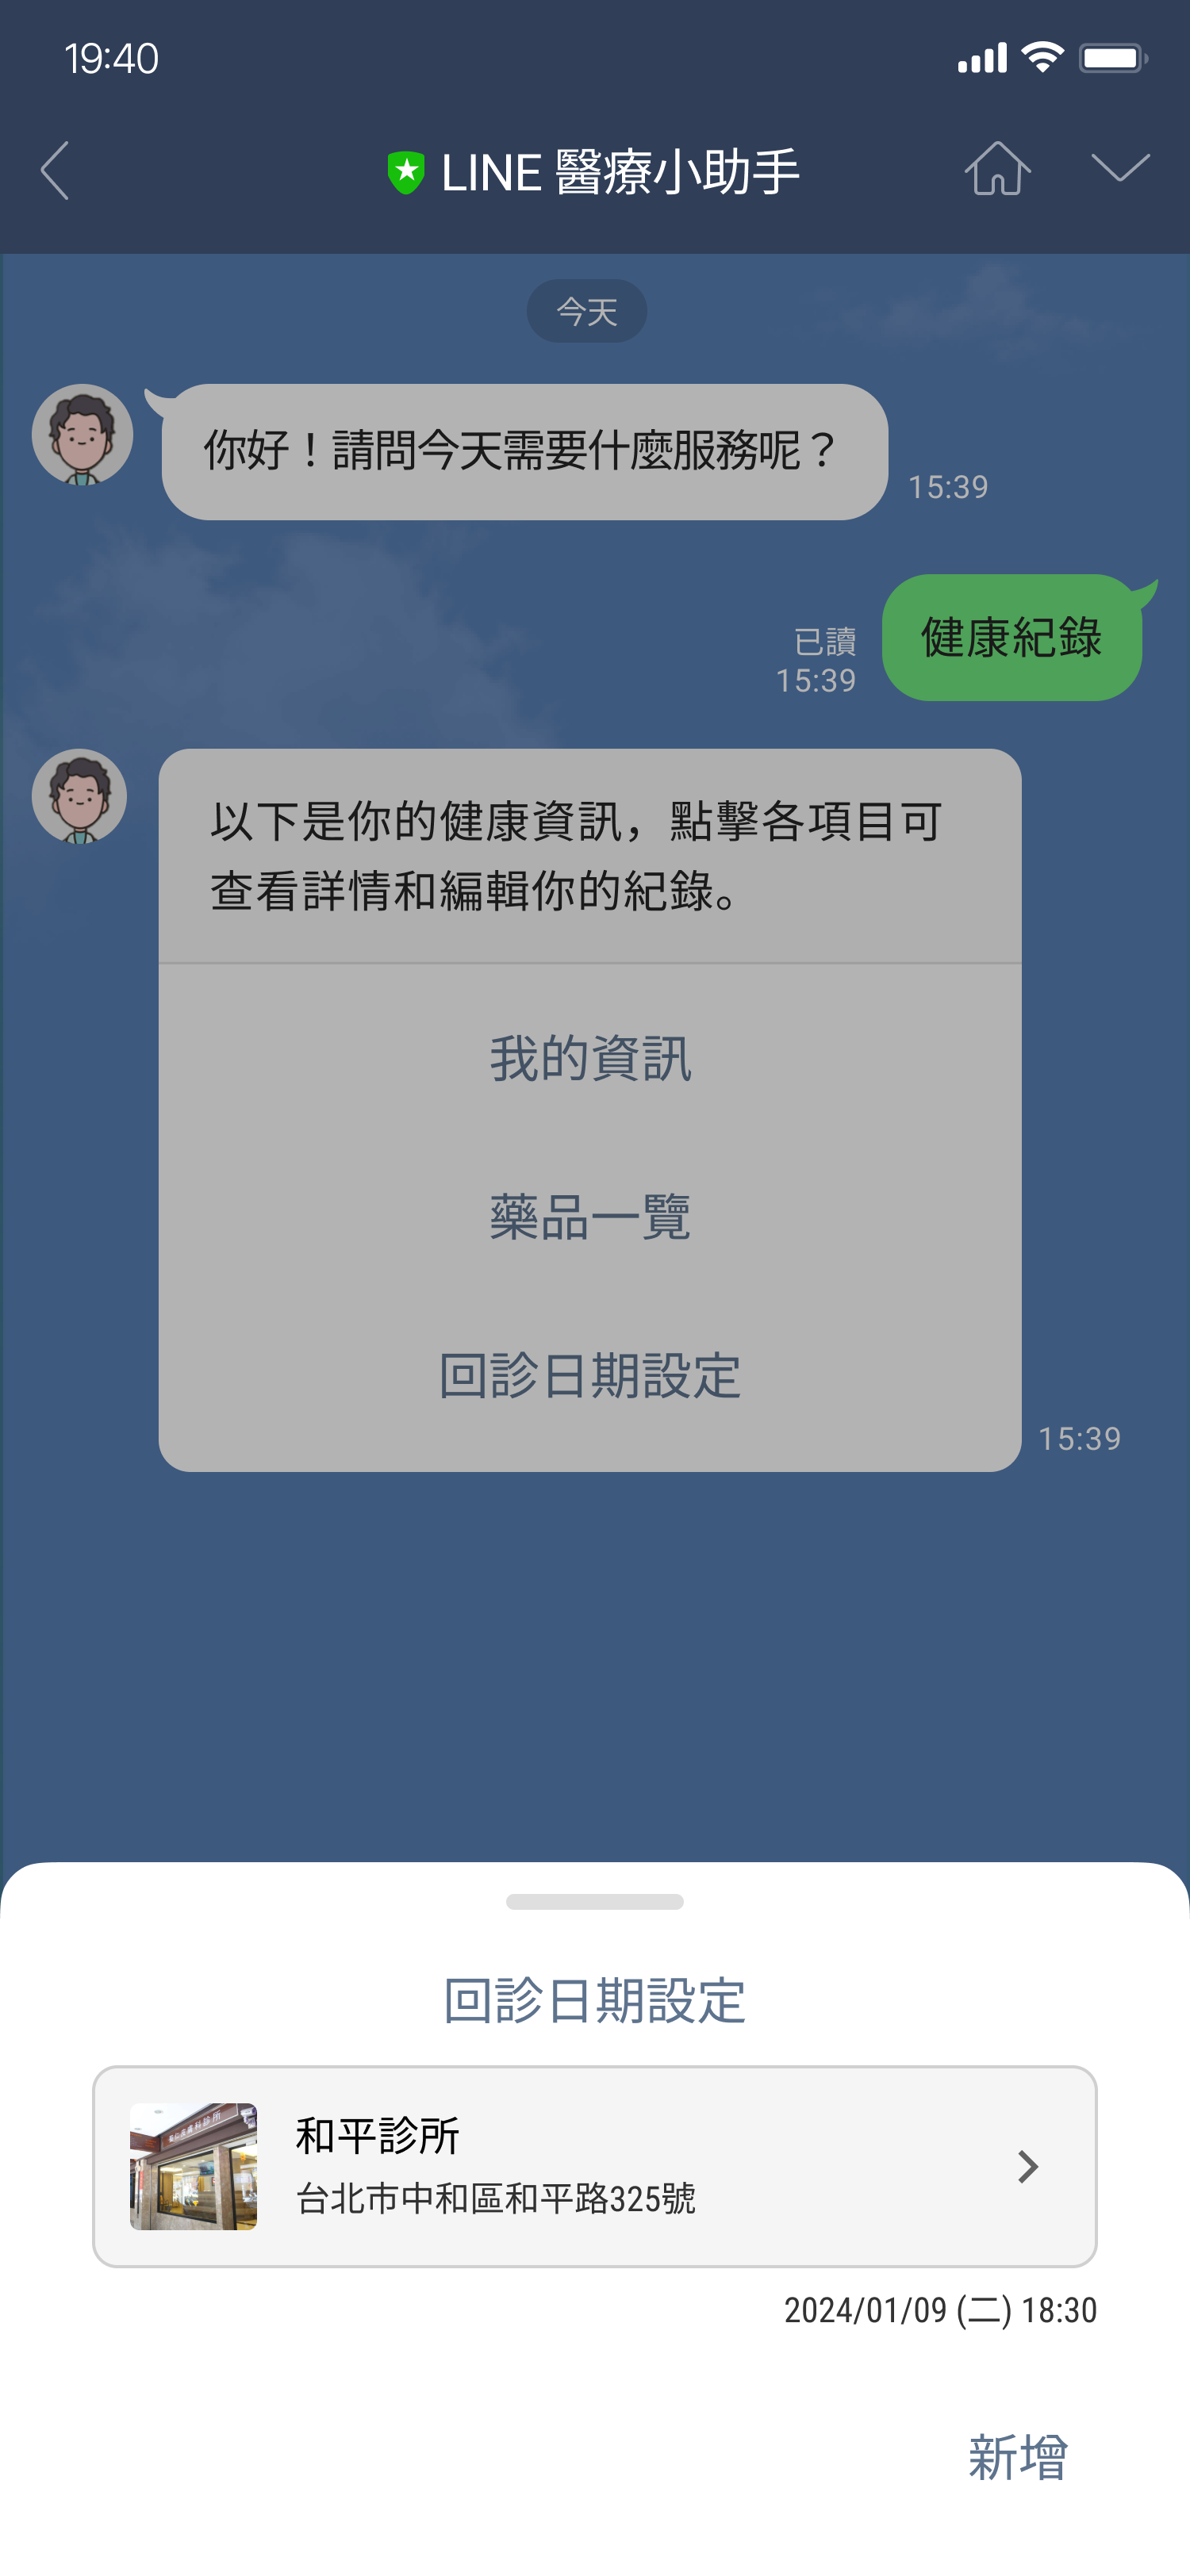 19:40
LINE 醫療小助手
今天
你好！請問今天需要什麼服務呢？
15:39
健康紀錄
已讀
15:39
以下是你的健康資訊，點擊各項目可
查看詳情和編輯你的紀錄。
我的資訊
藥品一覽
回診日期設定
15:39
回診日期設定
和平診所
台北市中和區和平路325號
2024/01/09 (二) 18:30
新增